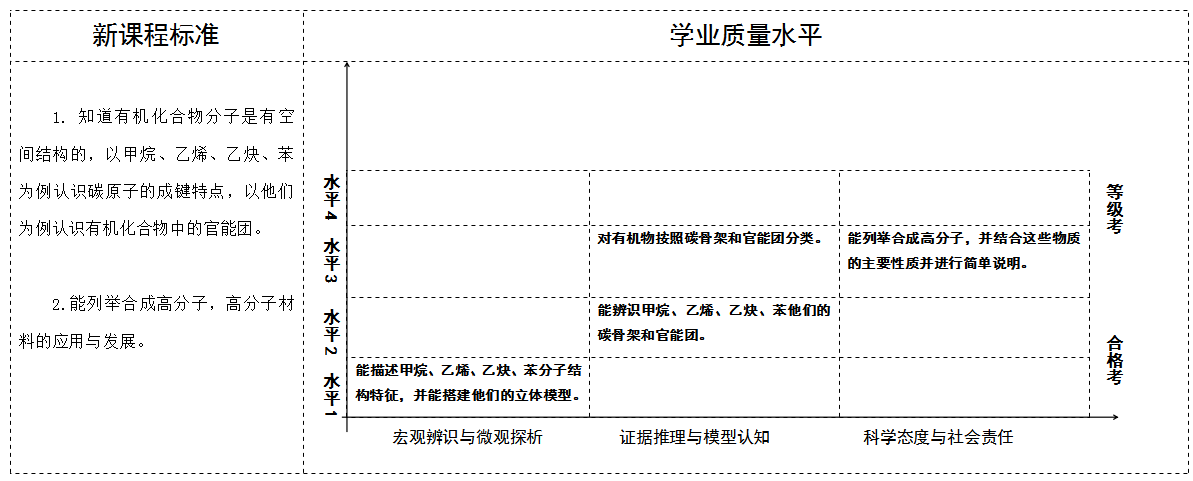 新课程标准
学业质量水平
1. 知道有机化合物分子是有空
间结构的，以甲烷、乙烯、乙炔、苯
为例认识碳原子的成键特点，以他们
为例认识有机化合物中的官能团。
2.能列举合成高分子，高分子材
料的应用与发展。
水平4
水平3
水平2
水平1
对有机物按照碳骨架和官能团分类。
能列举合成高分子，并结合这些物质
的主要性质并进行简单说明。
能辨识甲烷、乙烯、乙炔、苯他们的
碳骨架和官能团。
能描述甲烷、乙烯、乙炔、苯分子结
构特征，并能搭建他们的立体模型。
等级考
合格考
宏观辨识与微观探析
证据推理与模型认知
科学态度与社会责任